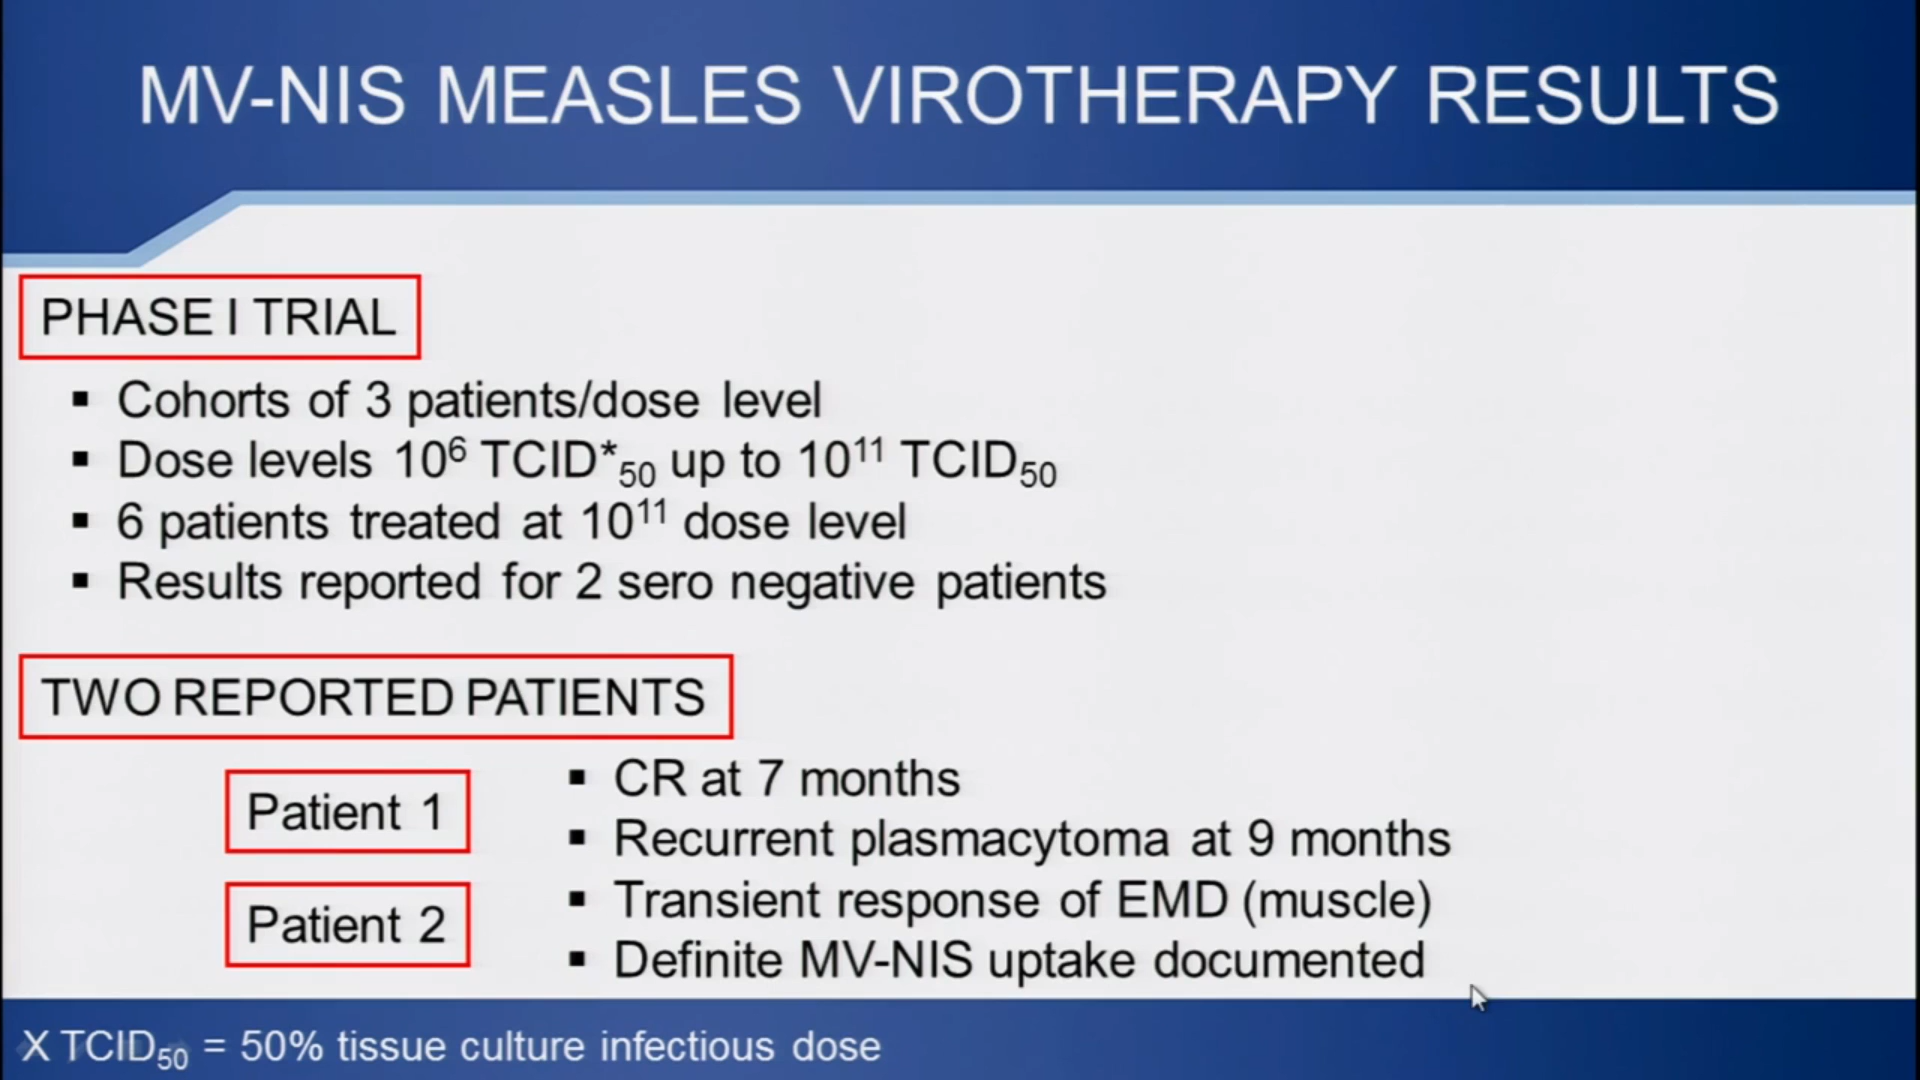 MV-NIS MEASLES VIROTHERAPY RESULTS
PHASE I TRIAL
▪ Cohorts of 3 patients/dose level
▪ Dose levels 10⁶ TCID*₅₀ up to 10¹¹ TCID₅₀
▪ 6 patients treated at 10¹¹ dose level
▪ Results reported for 2 sero negative patients
TWO REPORTED PATIENTS
Patient 1
▪ CR at 7 months
▪ Recurrent plasmacytoma at 9 months
Patient 2
▪ Transient response of EMD (muscle)
▪ Definite MV-NIS uptake documented
X TCID₅₀ = 50% tissue culture infectious dose